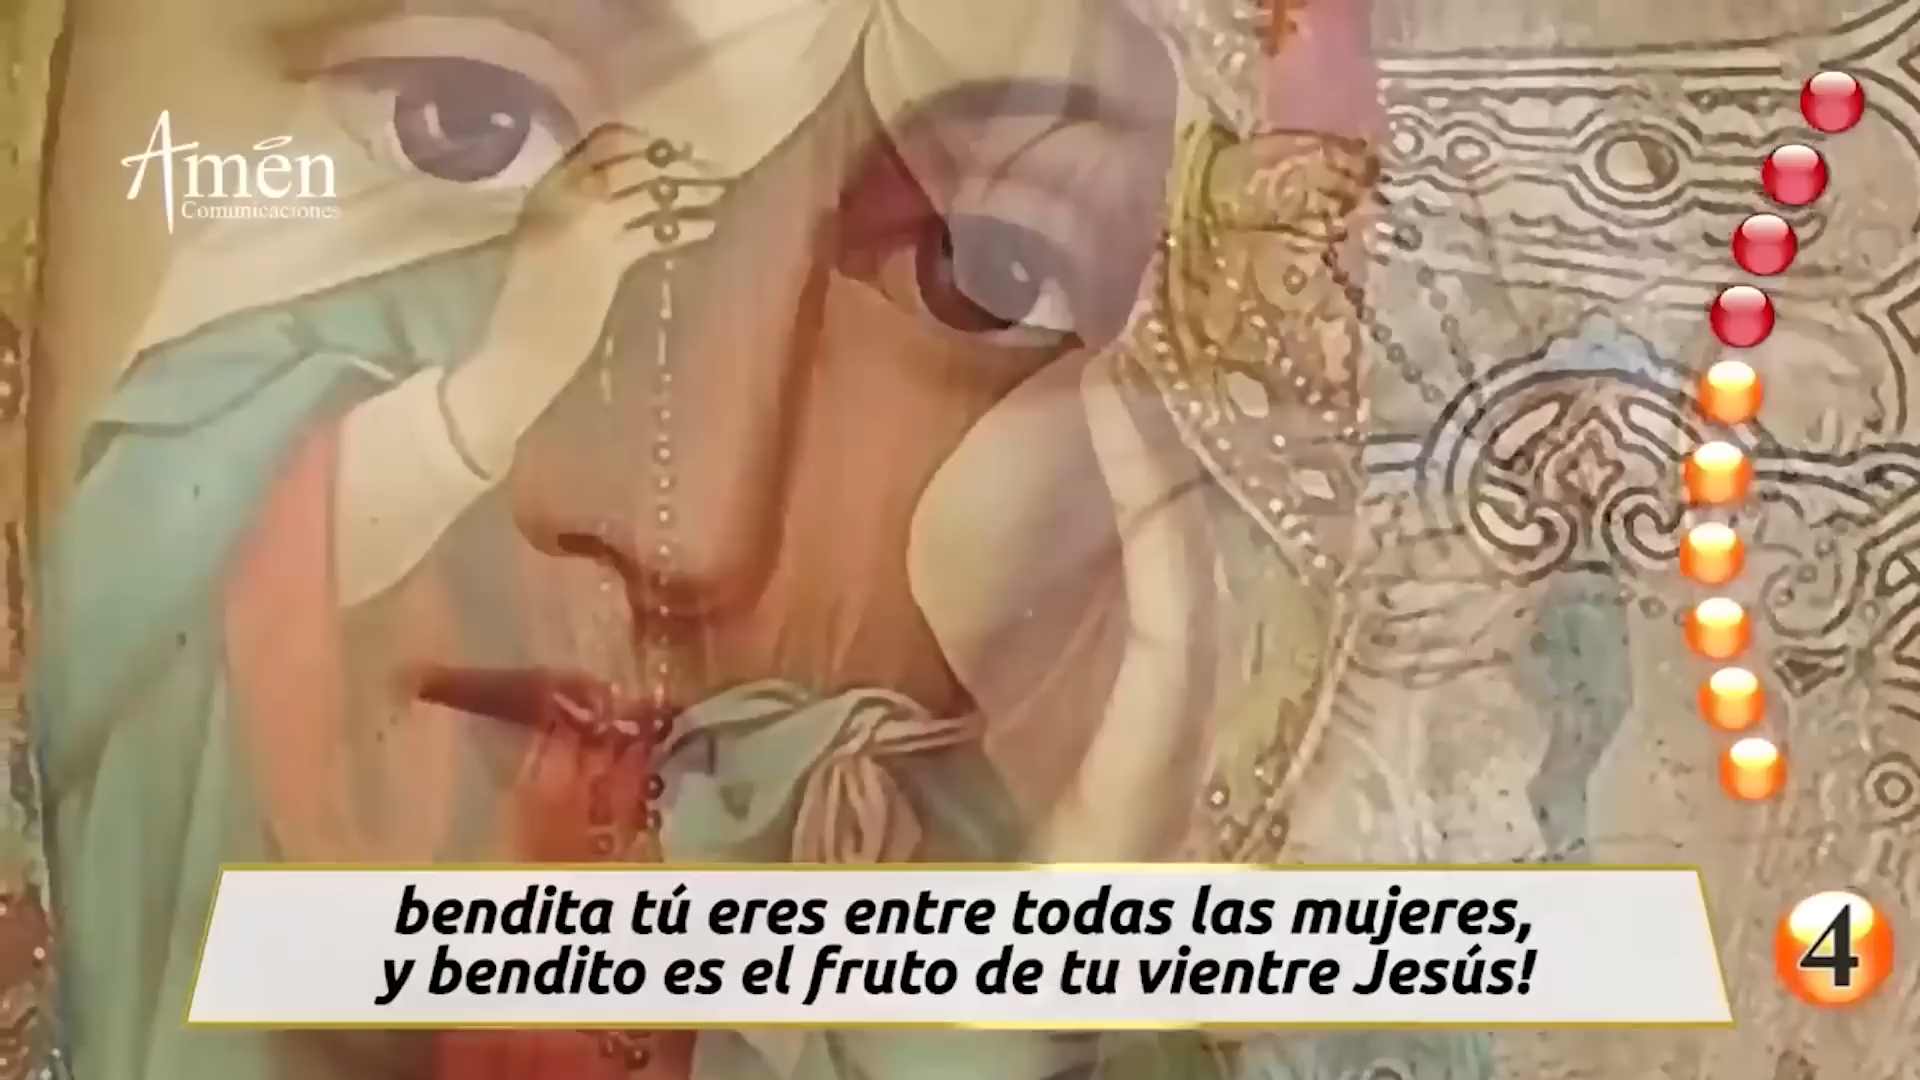 Amén
Comunicaciones
bendita tú eres entre todas las mujeres,
y bendito es el fruto de tu vientre Jesús!
4